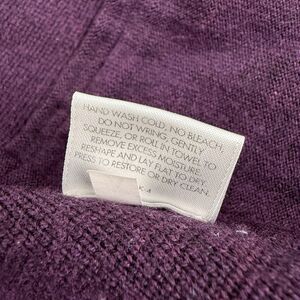 HAND WASH COLD, NO BLEACH,
DO NOT WRING, GENTLY
SQUEEZE, OR ROLL IN TOWEL TO
REMOVE EXCESS MOISTURE.
RESHAPE AND LAY FLAT TO DRY.
PRESS TO RESTORE OR DRY CLEAN.